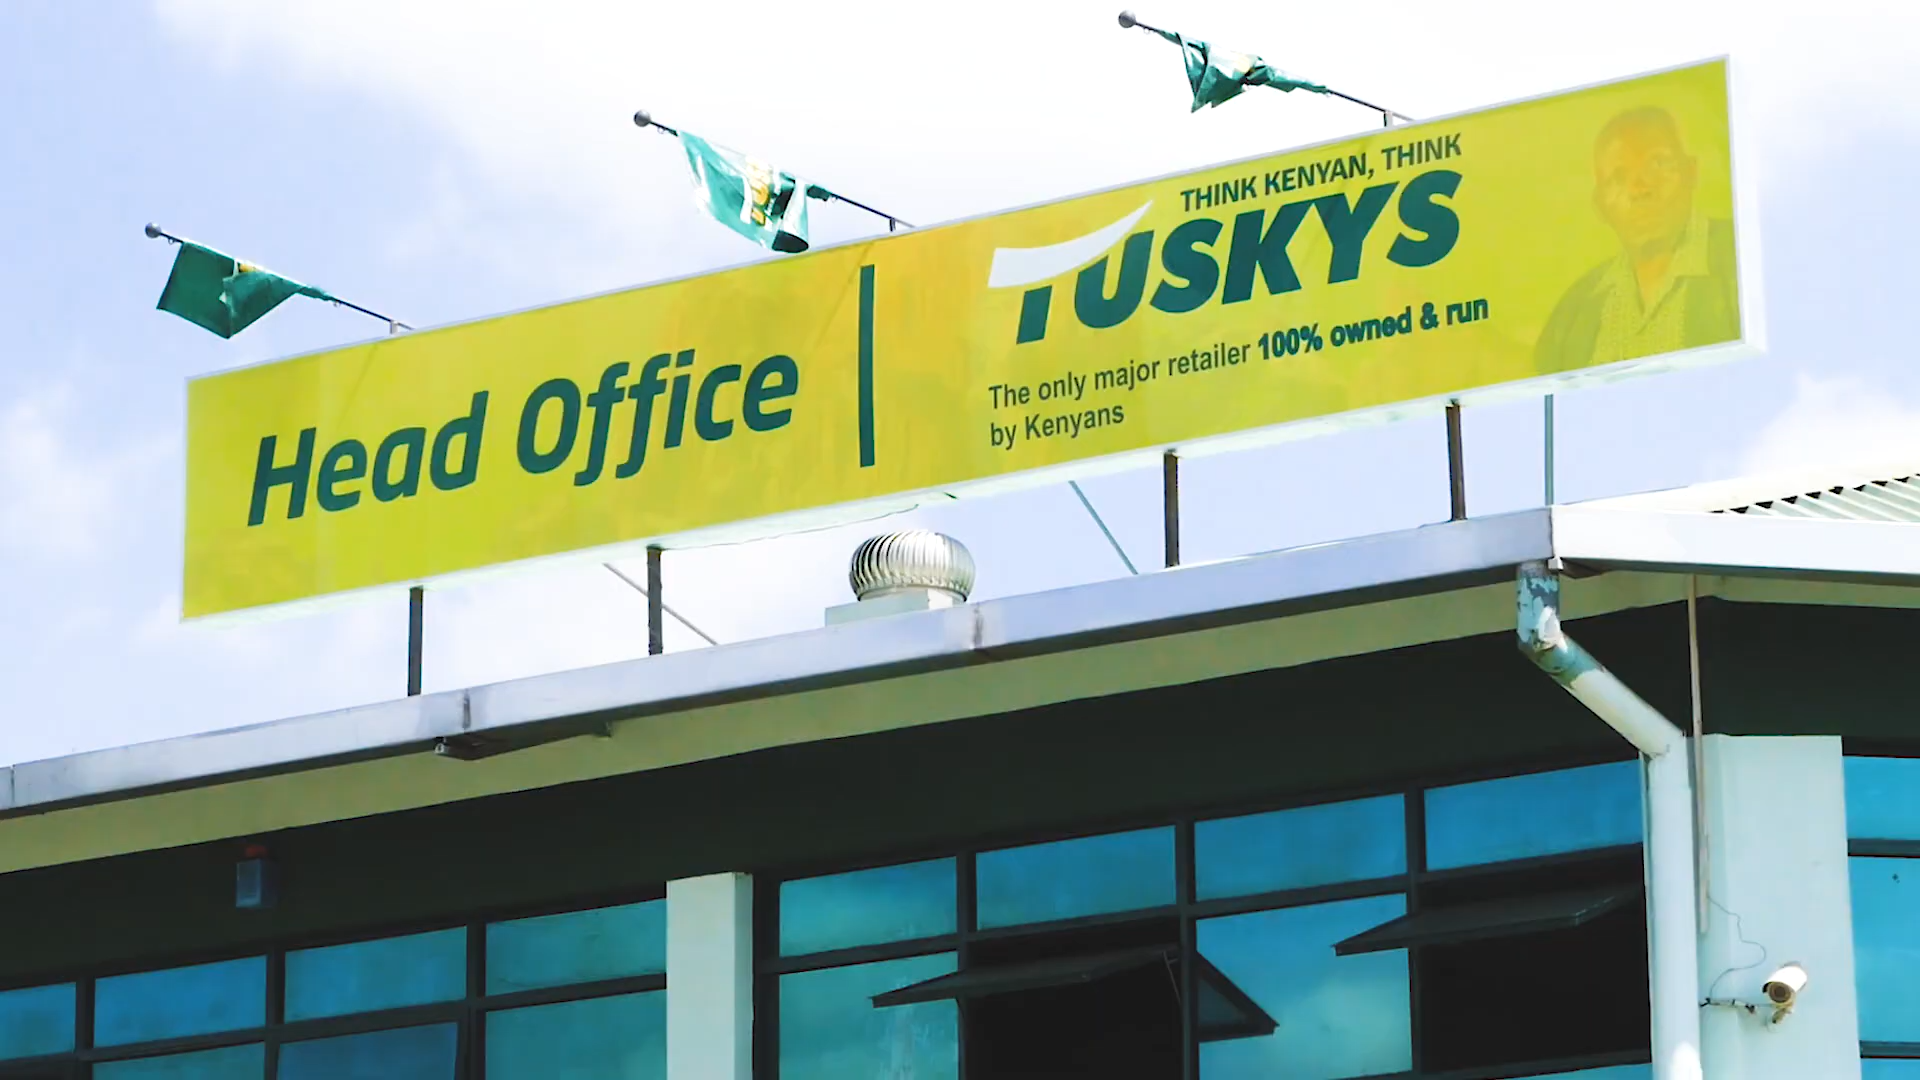 Head Office
THINK KENYAN, THINK
TUSKYS
The only major retailer 100% owned & run
by Kenyans